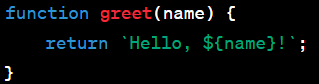 function greet(name) {
    return `Hello, ${name}!`;
}